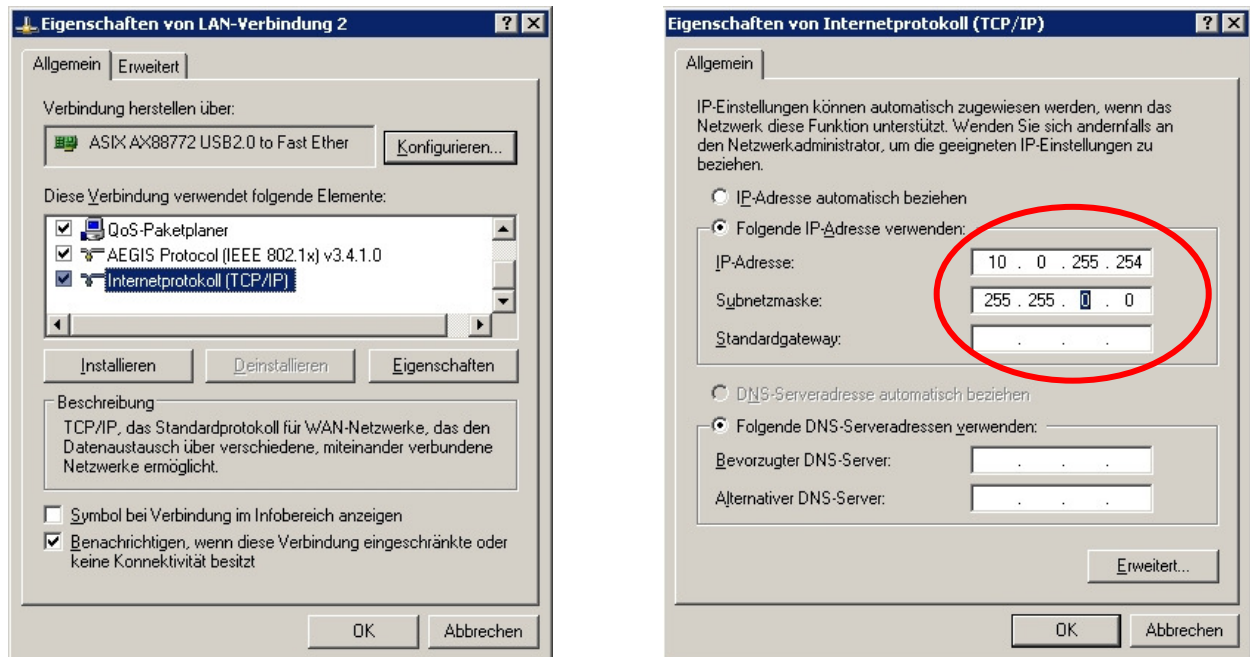 Eigenschaften von LAN-Verbindung 2
Allgemein
Erweitert
Verbindung herstellen über:
ASIX AX88772 USB2.0 to Fast Ether
Konfigurieren...
Diese Verbindung verwendet folgende Elemente:
QoS-Paketplaner
AEGIS Protocol (IEEE 802.1x) v3.4.1.0
Internetprotokoll (TCP/IP)
Installieren
Deinstallieren
Eigenschaften
Beschreibung
TCP/IP, das Standardprotokoll für WAN-Netzwerke, das den
Datenaustausch über verschiedene, miteinander verbundene
Netzwerke ermöglicht.
Symbol bei Verbindung im Infobereich anzeigen
Benachrichtigen, wenn diese Verbindung eingeschränkte oder
keine Konnektivität besitzt
OK
Abbrechen
Eigenschaften von Internetprotokoll (TCP/IP)
Allgemein
IP-Einstellungen können automatisch zugewiesen werden, wenn das
Netzwerk diese Funktion unterstützt. Wenden Sie sich andernfalls an
den Netzwerkadministrator, um die geeigneten IP-Einstellungen zu
beziehen.
IP-Adresse automatisch beziehen
Folgende IP-Adresse verwenden:
IP-Adresse: 10 . 0 . 255 . 254
Subnetzmaske: 255 . 255 . 0 . 0
Standardgateway: . . .
DNS-Serveradresse automatisch beziehen
Folgende DNS-Serveradressen verwenden:
Bevorzugter DNS-Server: . . .
Alternativer DNS-Server: . . .
Erweitert...
OK
Abbrechen